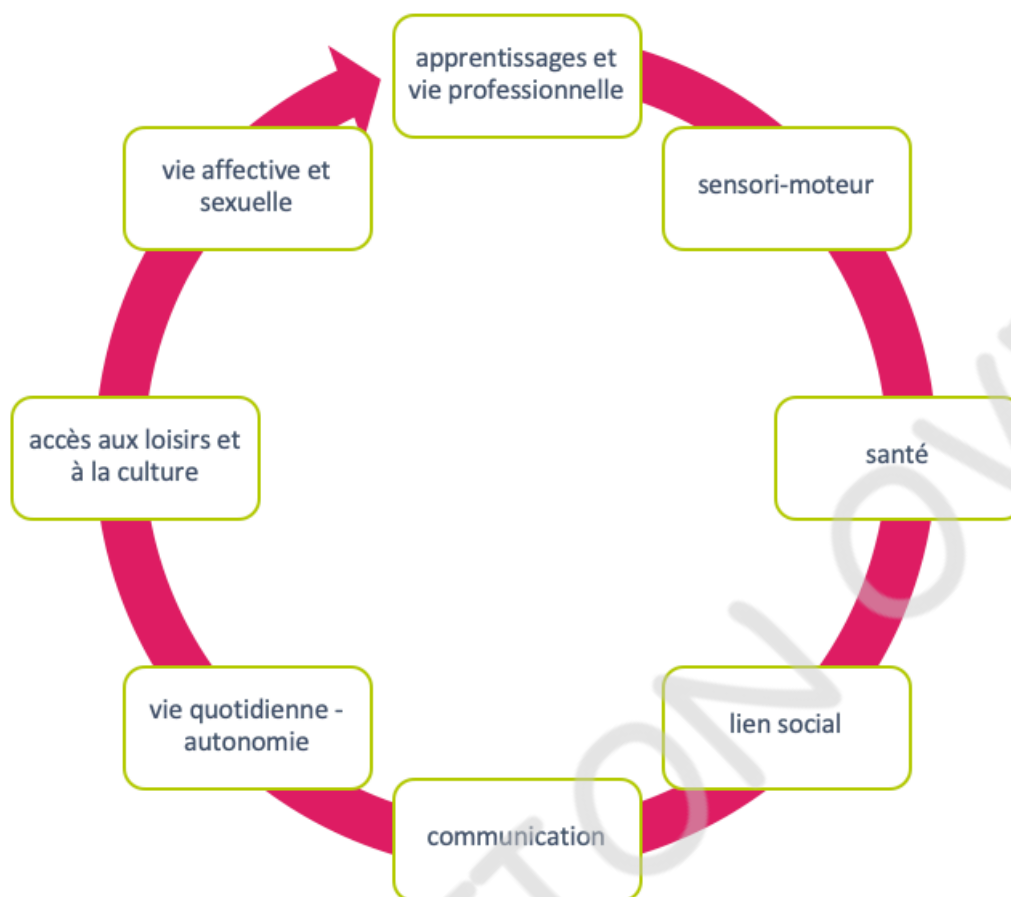 apprentissages et
vie professionnelle
sensori-moteur
santé
lien social
communication
vie quotidienne -
autonomie
accès aux loisirs et
à la culture
vie affective et
sexuelle